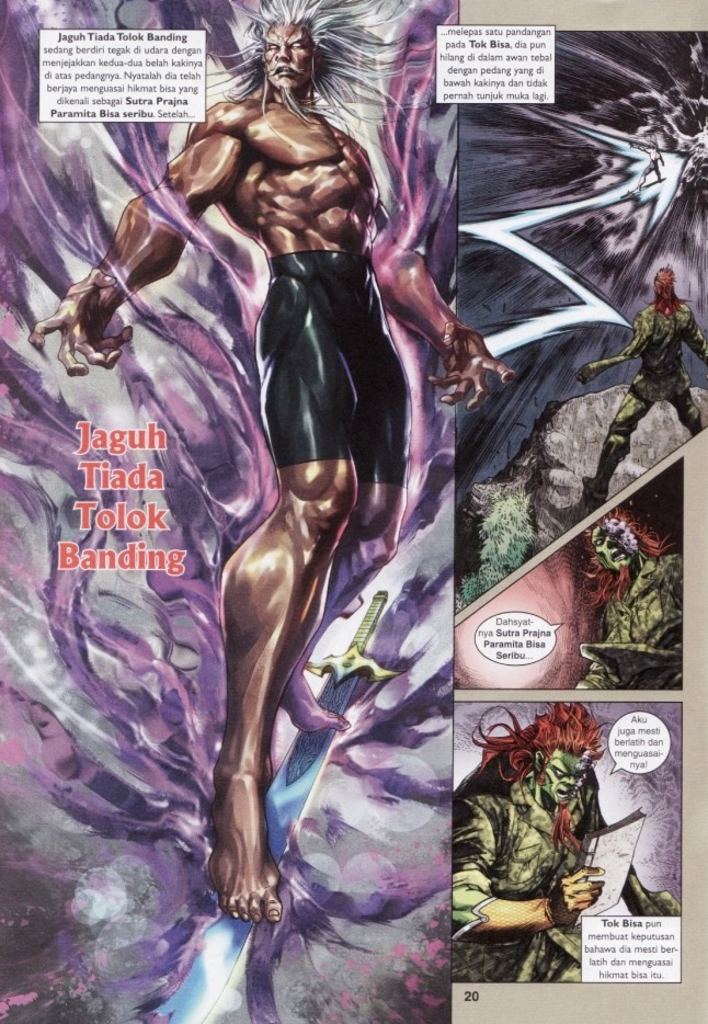 Jaguh Tiada Tolok Banding
sedang berdiri tegak di udara dengan
menjejakkan kedua-dua belah kakinya
di atas pedangnya. Nyatalah dia telah
berjaya menguasai hikmat bisa yang
dikenali sebagai Sutra Prajna
Paramita Bisa seribu. Setelah...
...melepas satu pandangan
pada Tok Bisa, dia pun
hilang di dalam awan tebal
dengan pedang yang di
bawah kakinya dan tidak
pernah tunjuk muka lagi.
Jaguh
Tiada
Tolok
Banding
Dahsyat-
nya Sutra Prajna
Paramita Bisa
Seribu...
Aku
juga mesti
berlatih dan
menguasai-
nya!
Tok Bisa pun
membuat keputusan
bahawa dia mesti ber-
latih dan menguasai
hikmat bisa itu.
20